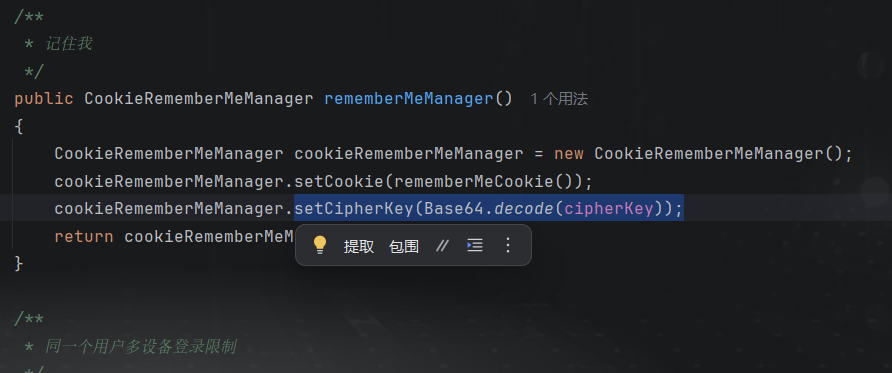 /**
 * 记住我
 */
public CookieRememberMeManager rememberMeManager() 1个用法
{
    CookieRememberMeManager cookieRememberMeManager = new CookieRememberMeManager();
    cookieRememberMeManager.setCookie(rememberMeCookie());
    cookieRememberMeManager.setCipherKey(Base64.decode(cipherKey));
    return cookieRememberMeM
提取 包围
}
/**
 * 同一个用户多设备登录限制
 */